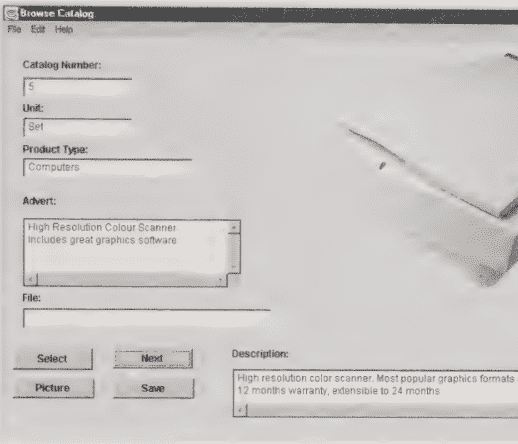 Browse Catalog
File Edit Help
Catalog Number:
5
Unit:
Set
Product Type:
Computers
Advert:
High Resolution Colour Scanner
Includes great graphics software
File:
Select
Next
Picture
Save
Description:
High resolution color scanner. Most popular graphics formats
12 months warranty, extensible to 24 months